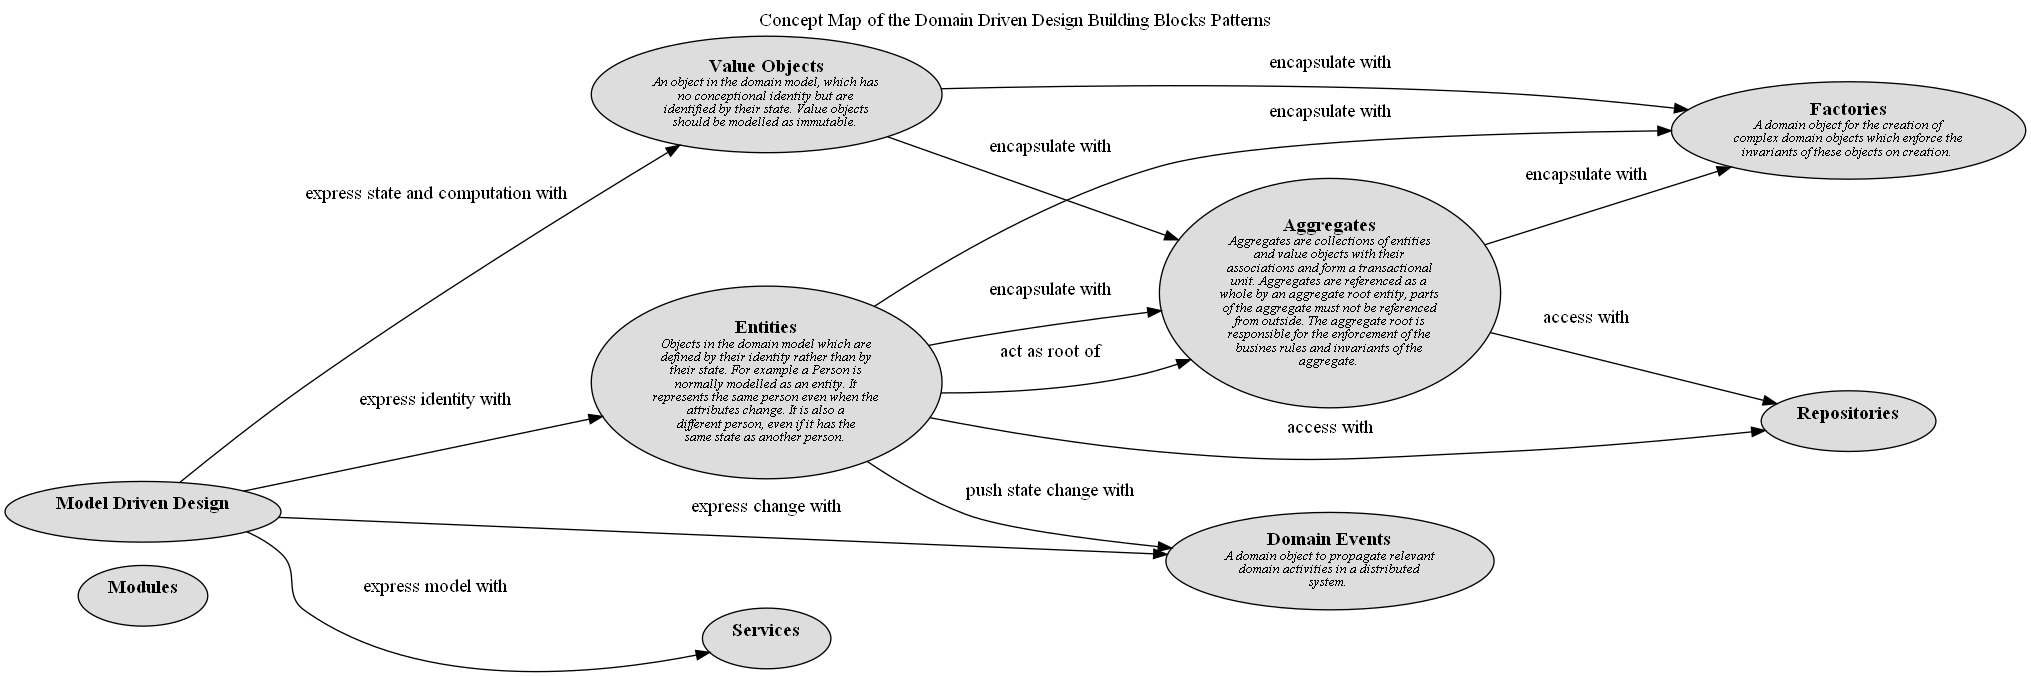 Concept Map of the Domain Driven Design Building Blocks Patterns
Value Objects
An object in the domain model, which has
no conceptional identity but are
identified by their state. Value objects
should be modelled as immutable.
encapsulate with
encapsulate with
Factories
A domain object for the creation of
complex domain objects which enforce the
invariants of these objects on creation.
encapsulate with
encapsulate with
express state and computation with
Aggregates
Aggregates are collections of entities
and value objects with their
associations and form a transactional
unit. Aggregates are referenced as a
whole by an aggregate root entity, parts
of the aggregate must not be referenced
from outside. The aggregate root is
responsible for the enforcement of the
busines rules and invariants of the
aggregate.
encapsulate with
act as root of
access with
Entities
Objects in the domain model which are
defined by their identity rather than by
their state. For example a Person is
normally modelled as an entity. It
represents the same person even when the
attributes change. It is also a
different person, even if it has the
same state as another person.
express identity with
access with
Repositories
push state change with
Model Driven Design
express change with
Domain Events
A domain object to propagate relevant
domain activities in a distributed
system.
Modules
express model with
Services